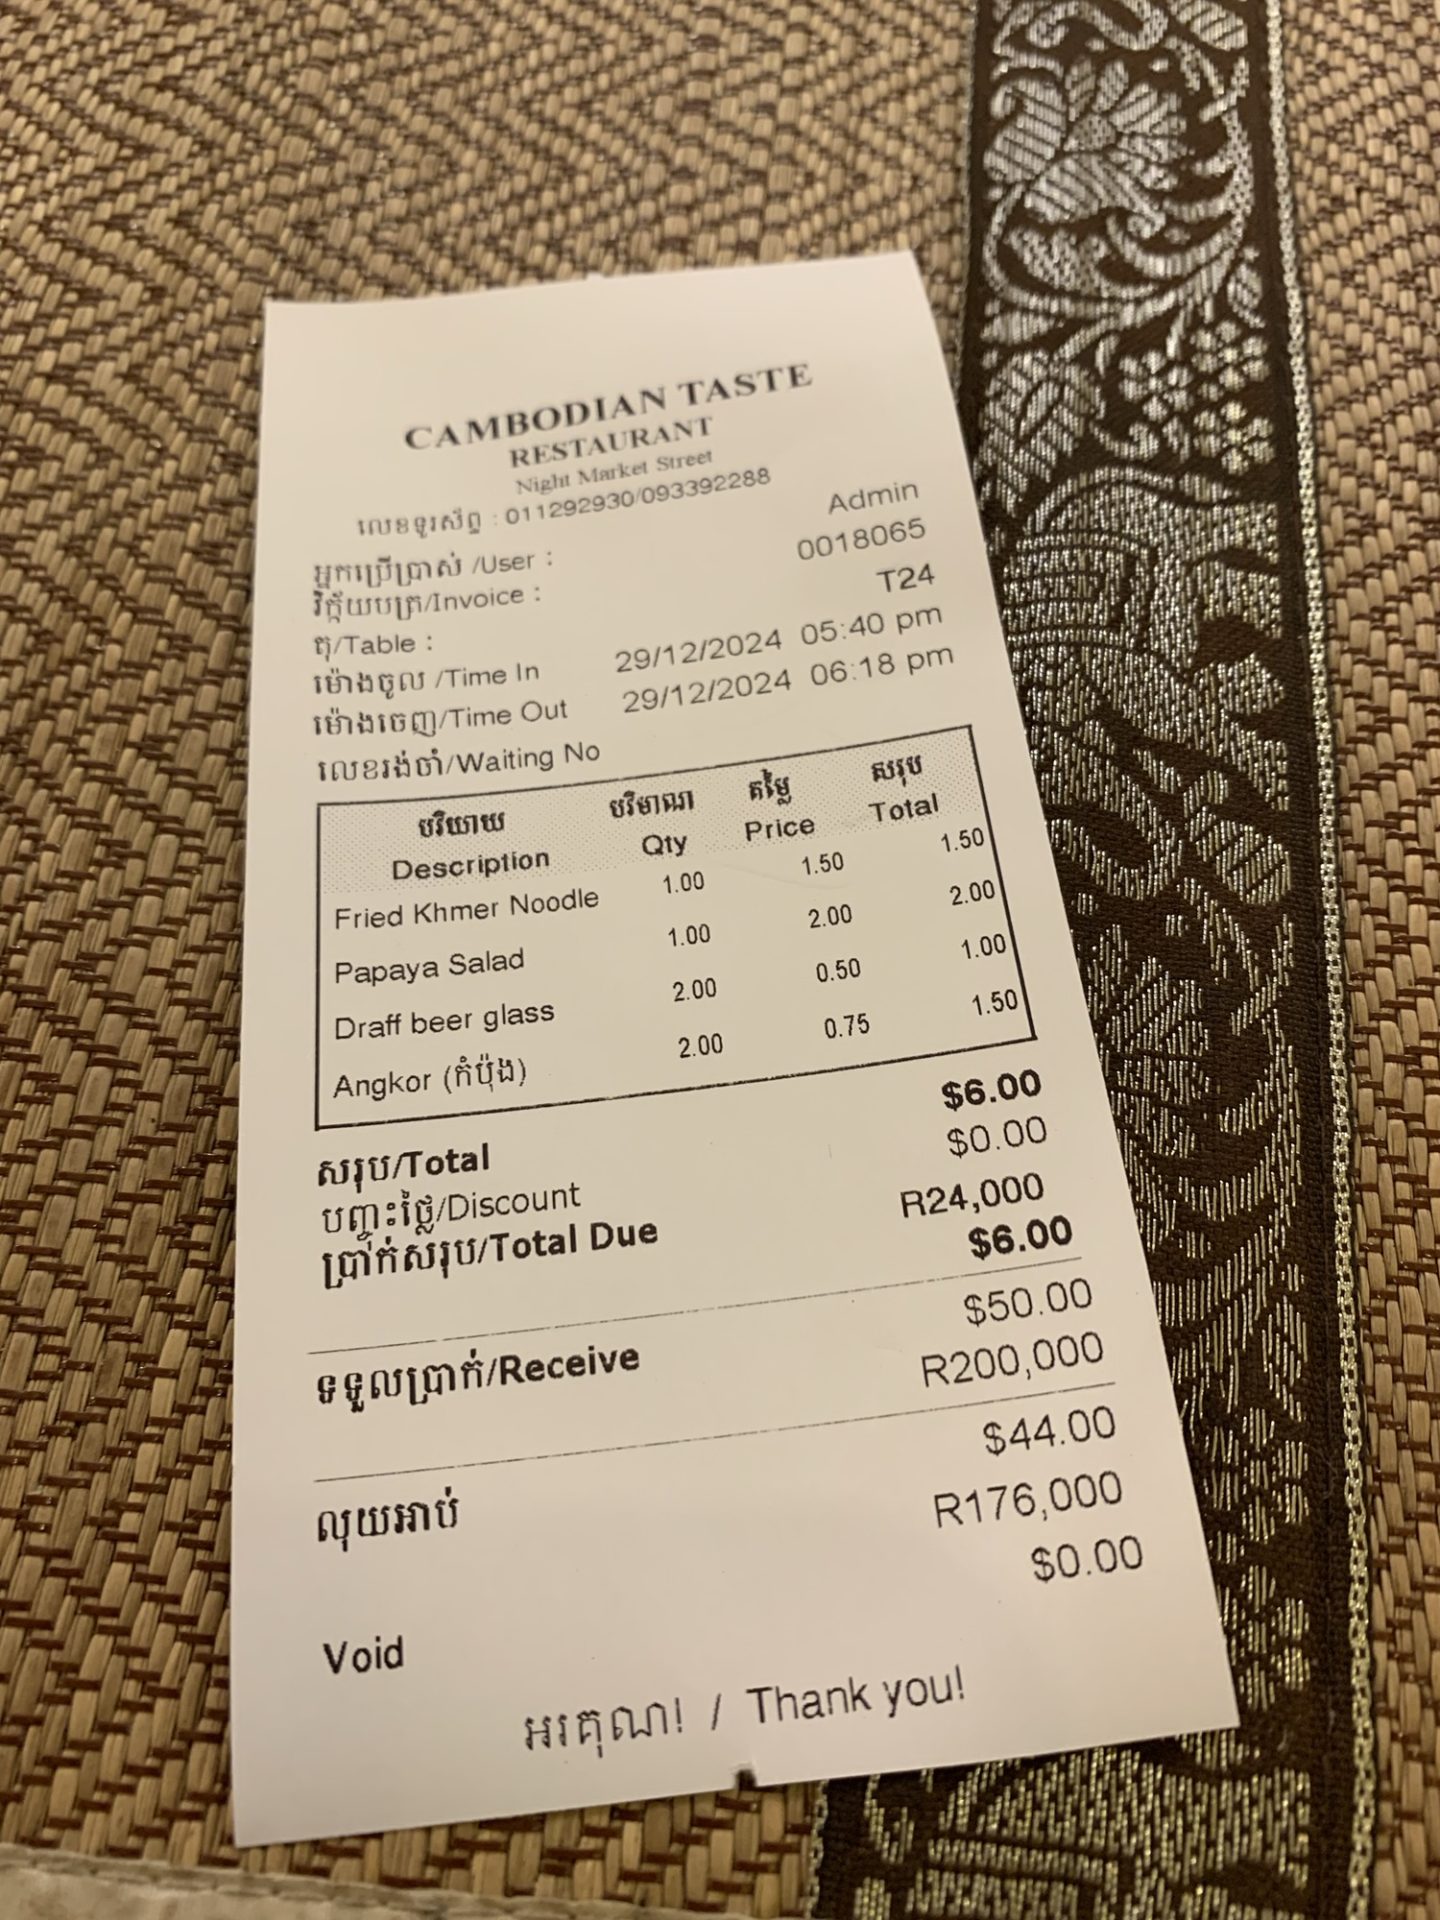 CAMBODIAN TASTE
RESTAURANT
Night Market Street
លេខទូរស័ព្ទ : 011292930/093392288
អ្នកប្រើប្រាស់ /User : Admin
វិក្ក័យបត្រ/Invoice : 0018065
តុ/Table : T24
ម៉ោងចូល /Time In 29/12/2024 05:40 pm
ម៉ោងចេញ/Time Out 29/12/2024 06:18 pm
លេខរង់ចាំ/Waiting No
បរិយាយ បរិមាណ តម្លៃ សរុប
Description Qty Price Total
Fried Khmer Noodle 1.00 1.50 1.50
Papaya Salad 1.00 2.00 2.00
Draff beer glass 2.00 0.50 1.00
Angkor (កំប៉ុង) 2.00 0.75 1.50
សរុប/Total $6.00
បញ្ចុះថ្លៃ/Discount $0.00
ប្រាក់សរុប/Total Due R24,000
$6.00
ទទួលប្រាក់/Receive $50.00
R200,000
លុយអាប់ $44.00
R176,000
Void $0.00
អរគុណ! / Thank you!